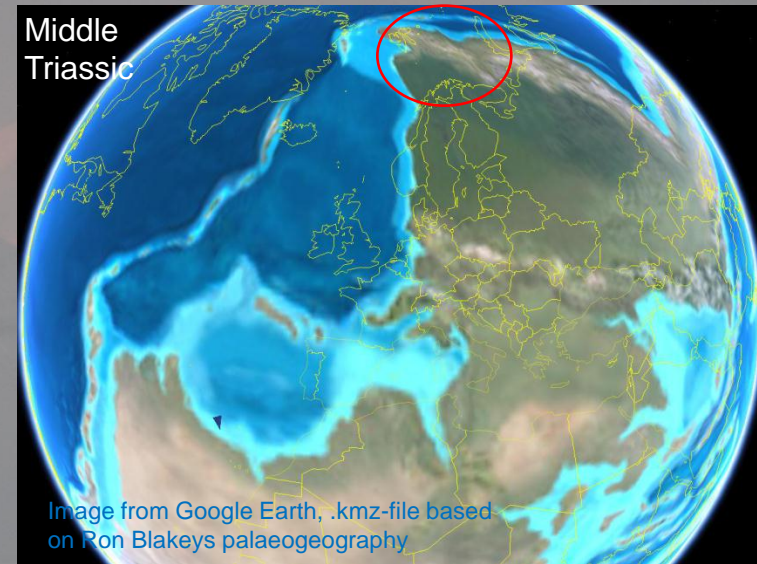 Middle
Triassic
Image from Google Earth, .kmz-file based
on Ron Blakeys palaeogeography